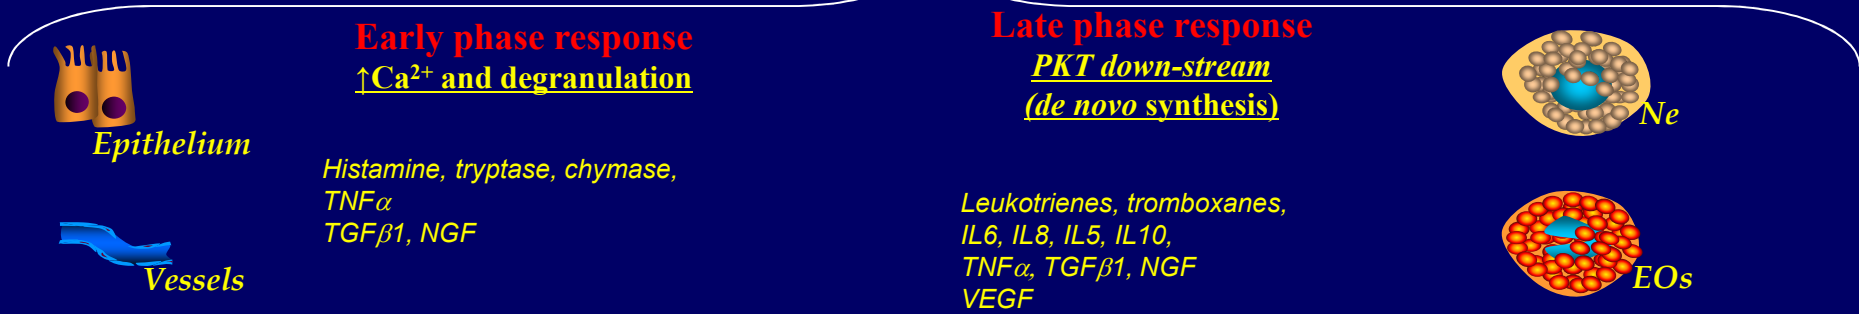 Early phase response
↑Ca²⁺ and degranulation
Late phase response
PKT down-stream
(de novo synthesis)
Epithelium
Ne
Histamine, tryptase, chymase,
TNFα
TGFβ1, NGF
Leukotrienes, tromboxanes,
IL6, IL8, IL5, IL10,
TNFα, TGFβ1, NGF
VEGF
Vessels
EOs